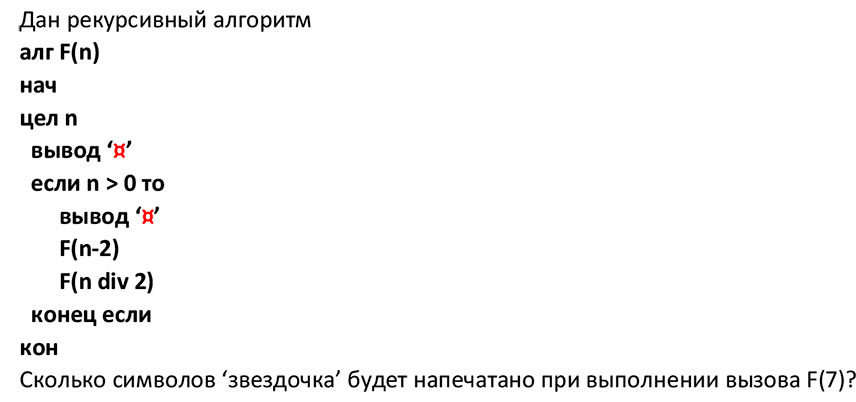 Дан рекурсивный алгоритм
алг F(n)
нач
цел n
вывод ‘¤’
если n > 0 то
вывод ‘¤’
F(n-2)
F(n div 2)
конец если
кон
Сколько символов ‘звездочка’ будет напечатано при выполнении вызова F(7)?